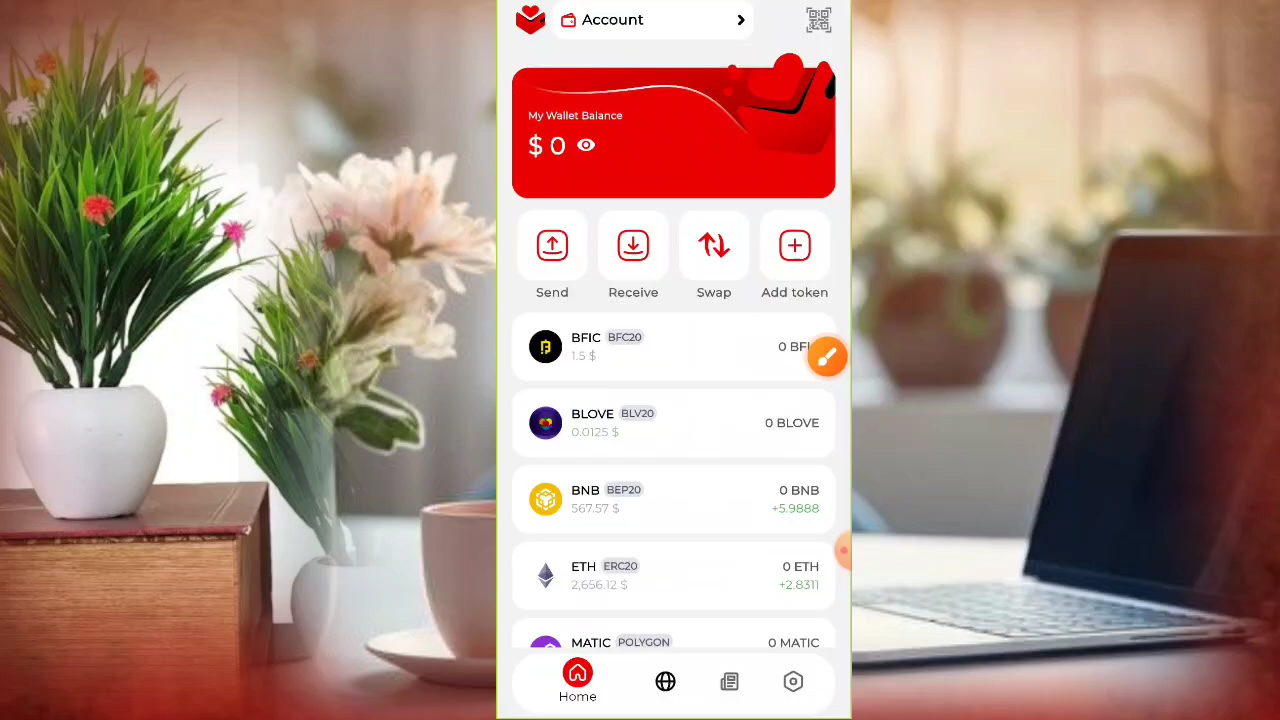 Account
My Wallet Balance
$ 0
Send
Receive
Swap
Add token
BFIC BFC20
1.5 $
0
BLOVE BLV20
0.0125 $
0 BLOVE
BNB BEP20
567.57 $
0 BNB
+5.9888
ETH ERC20
2,656.12 $
0 ETH
+2.8311
MATIC POLYGON
0 MATIC
Home